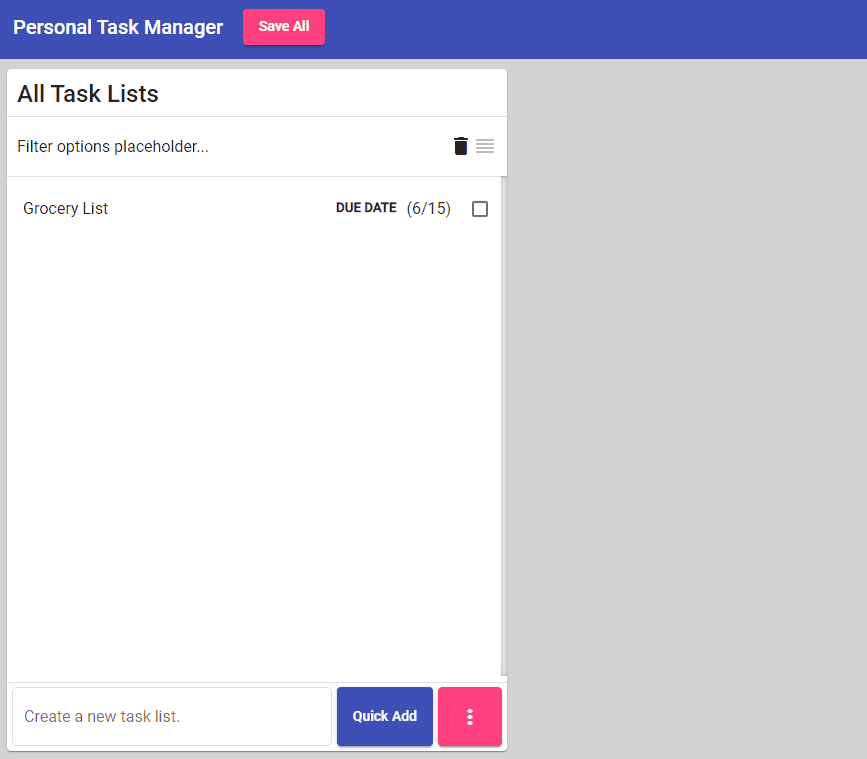 Personal Task Manager Save All
All Task Lists
Filter options placeholder...
Grocery List DUE DATE (6/15)
Create a new task list. Quick Add